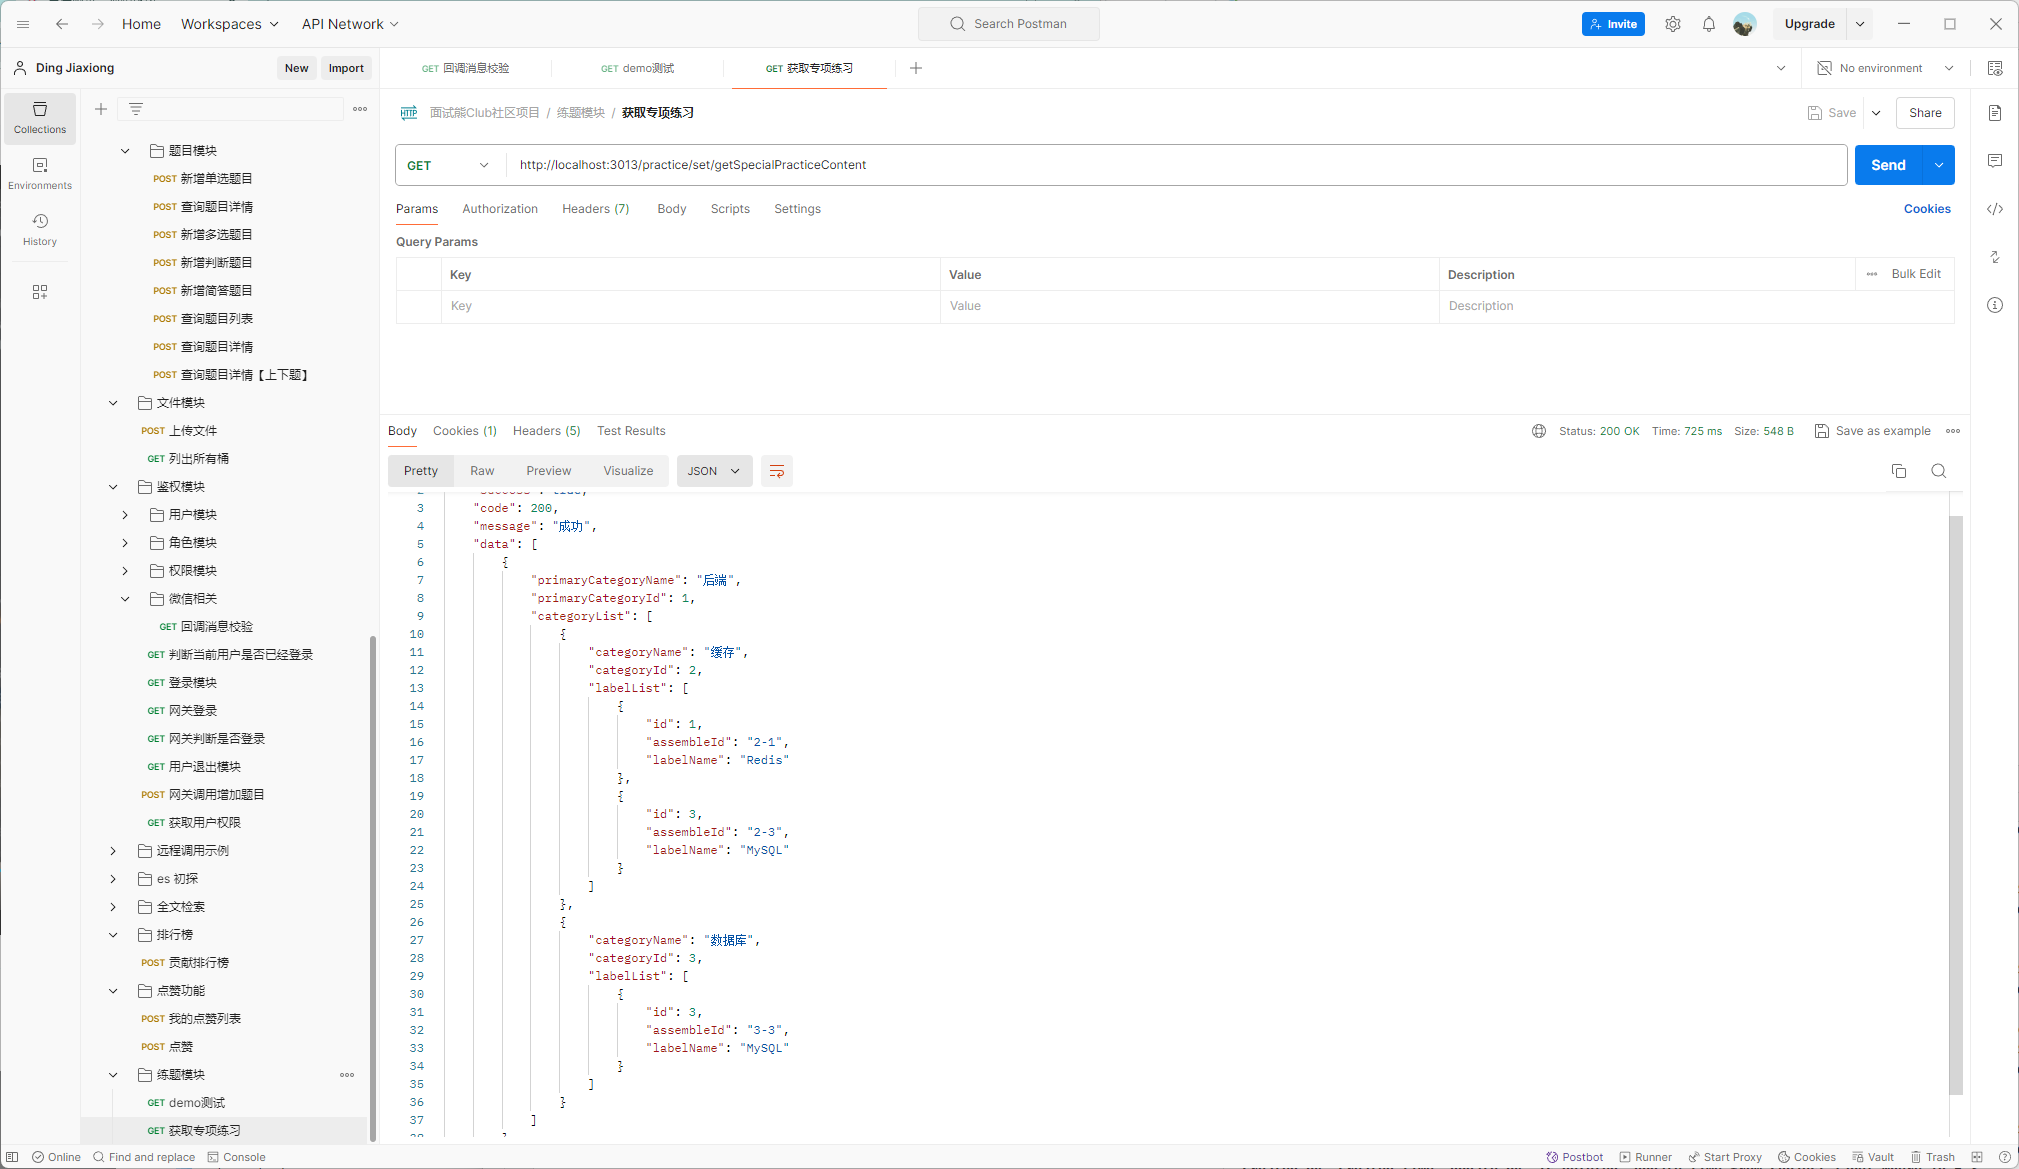 Home Workspaces API Network Search Postman Invite Upgrade
Ding Jiaxiong New Import GET 回调消息校验 GET demo测试 GET 获取专项练习 No environment
Collections
Environments
History
题目模块
POST 新增单选题目
POST 查询题目详情
POST 新增多选题目
POST 新增判断题目
POST 新增简答题目
POST 查询题目列表
POST 查询题目详情
POST 查询题目详情【上下题】
文件模块
POST 上传文件
GET 列出所有桶
鉴权模块
用户模块
角色模块
权限模块
微信相关
GET 回调消息校验
GET 判断当前用户是否已经登录
GET 登录模块
GET 网关登录
GET 网关判断是否登录
GET 用户退出模块
POST 网关调用增加题目
GET 获取用户权限
远程调用示例
es 初探
全文检索
排行榜
POST 贡献排行榜
点赞功能
POST 我的点赞列表
POST 点赞
练题模块
GET demo测试
GET 获取专项练习
HTTP 面试熊Club社区项目 / 练题模块 / 获取专项练习 Save Share
GET http://localhost:3013/practice/set/getSpecialPracticeContent Send
Params Authorization Headers (7) Body Scripts Settings Cookies
Query Params
Key Value Description Bulk Edit
Key Value Description
Body Cookies (1) Headers (5) Test Results Status: 200 OK Time: 725 ms Size: 548 B Save as example
Pretty Raw Preview Visualize JSON
2 "success": true,
3 "code": 200,
4 "message": "成功",
5 "data": [
6 {
7 "primaryCategoryName": "后端",
8 "primaryCategoryId": 1,
9 "categoryList": [
10 {
11 "categoryName": "缓存",
12 "categoryId": 2,
13 "labelList": [
14 {
15 "id": 1,
16 "assembleId": "2-1",
17 "labelName": "Redis"
18 },
19 {
20 "id": 3,
21 "assembleId": "2-3",
22 "labelName": "MySQL"
23 }
24 ]
25 },
26 {
27 "categoryName": "数据库",
28 "categoryId": 3,
29 "labelList": [
30 {
31 "id": 3,
32 "assembleId": "3-3",
33 "labelName": "MySQL"
34 }
35 ]
36 }
37 ]
38
Online Find and replace Console Postbot Runner Start Proxy Cookies Vault Trash